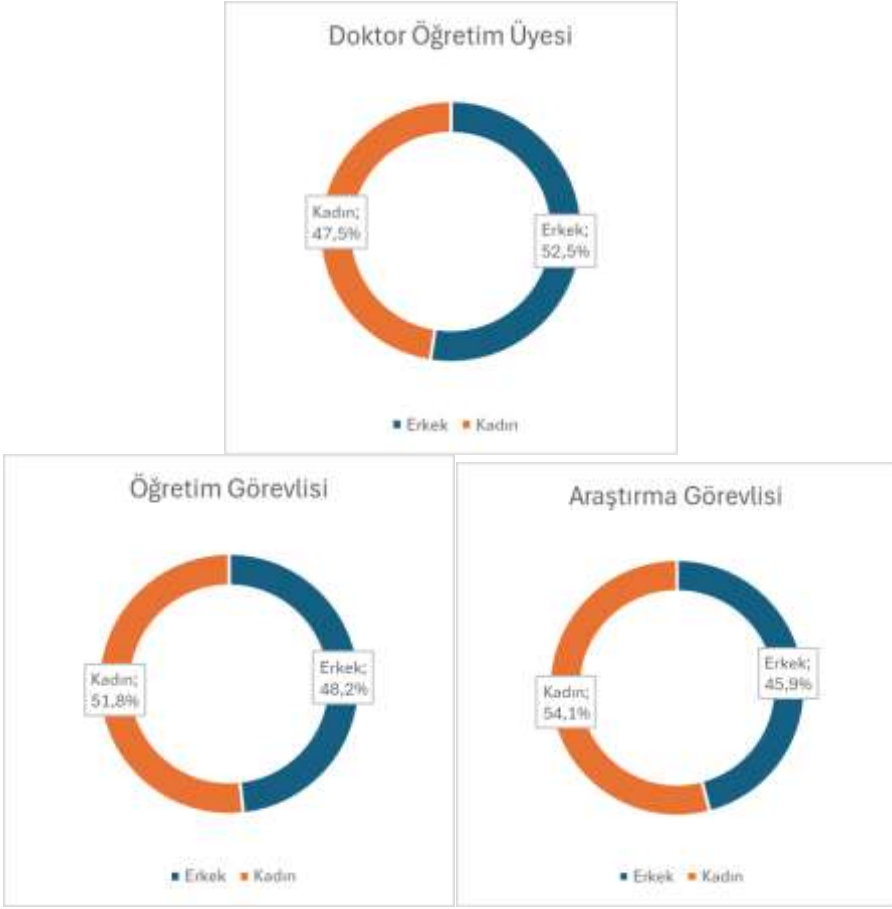 Doktor Öğretim Üyesi
Kadın;
47,5%
Erkek;
52,5%
Erkek Kadın
Öğretim Görevlisi
Kadın;
51,8%
Erkek;
48,2%
Erkek Kadın
Araştırma Görevlisi
Kadın;
54,1%
Erkek;
45,9%
Erkek Kadın